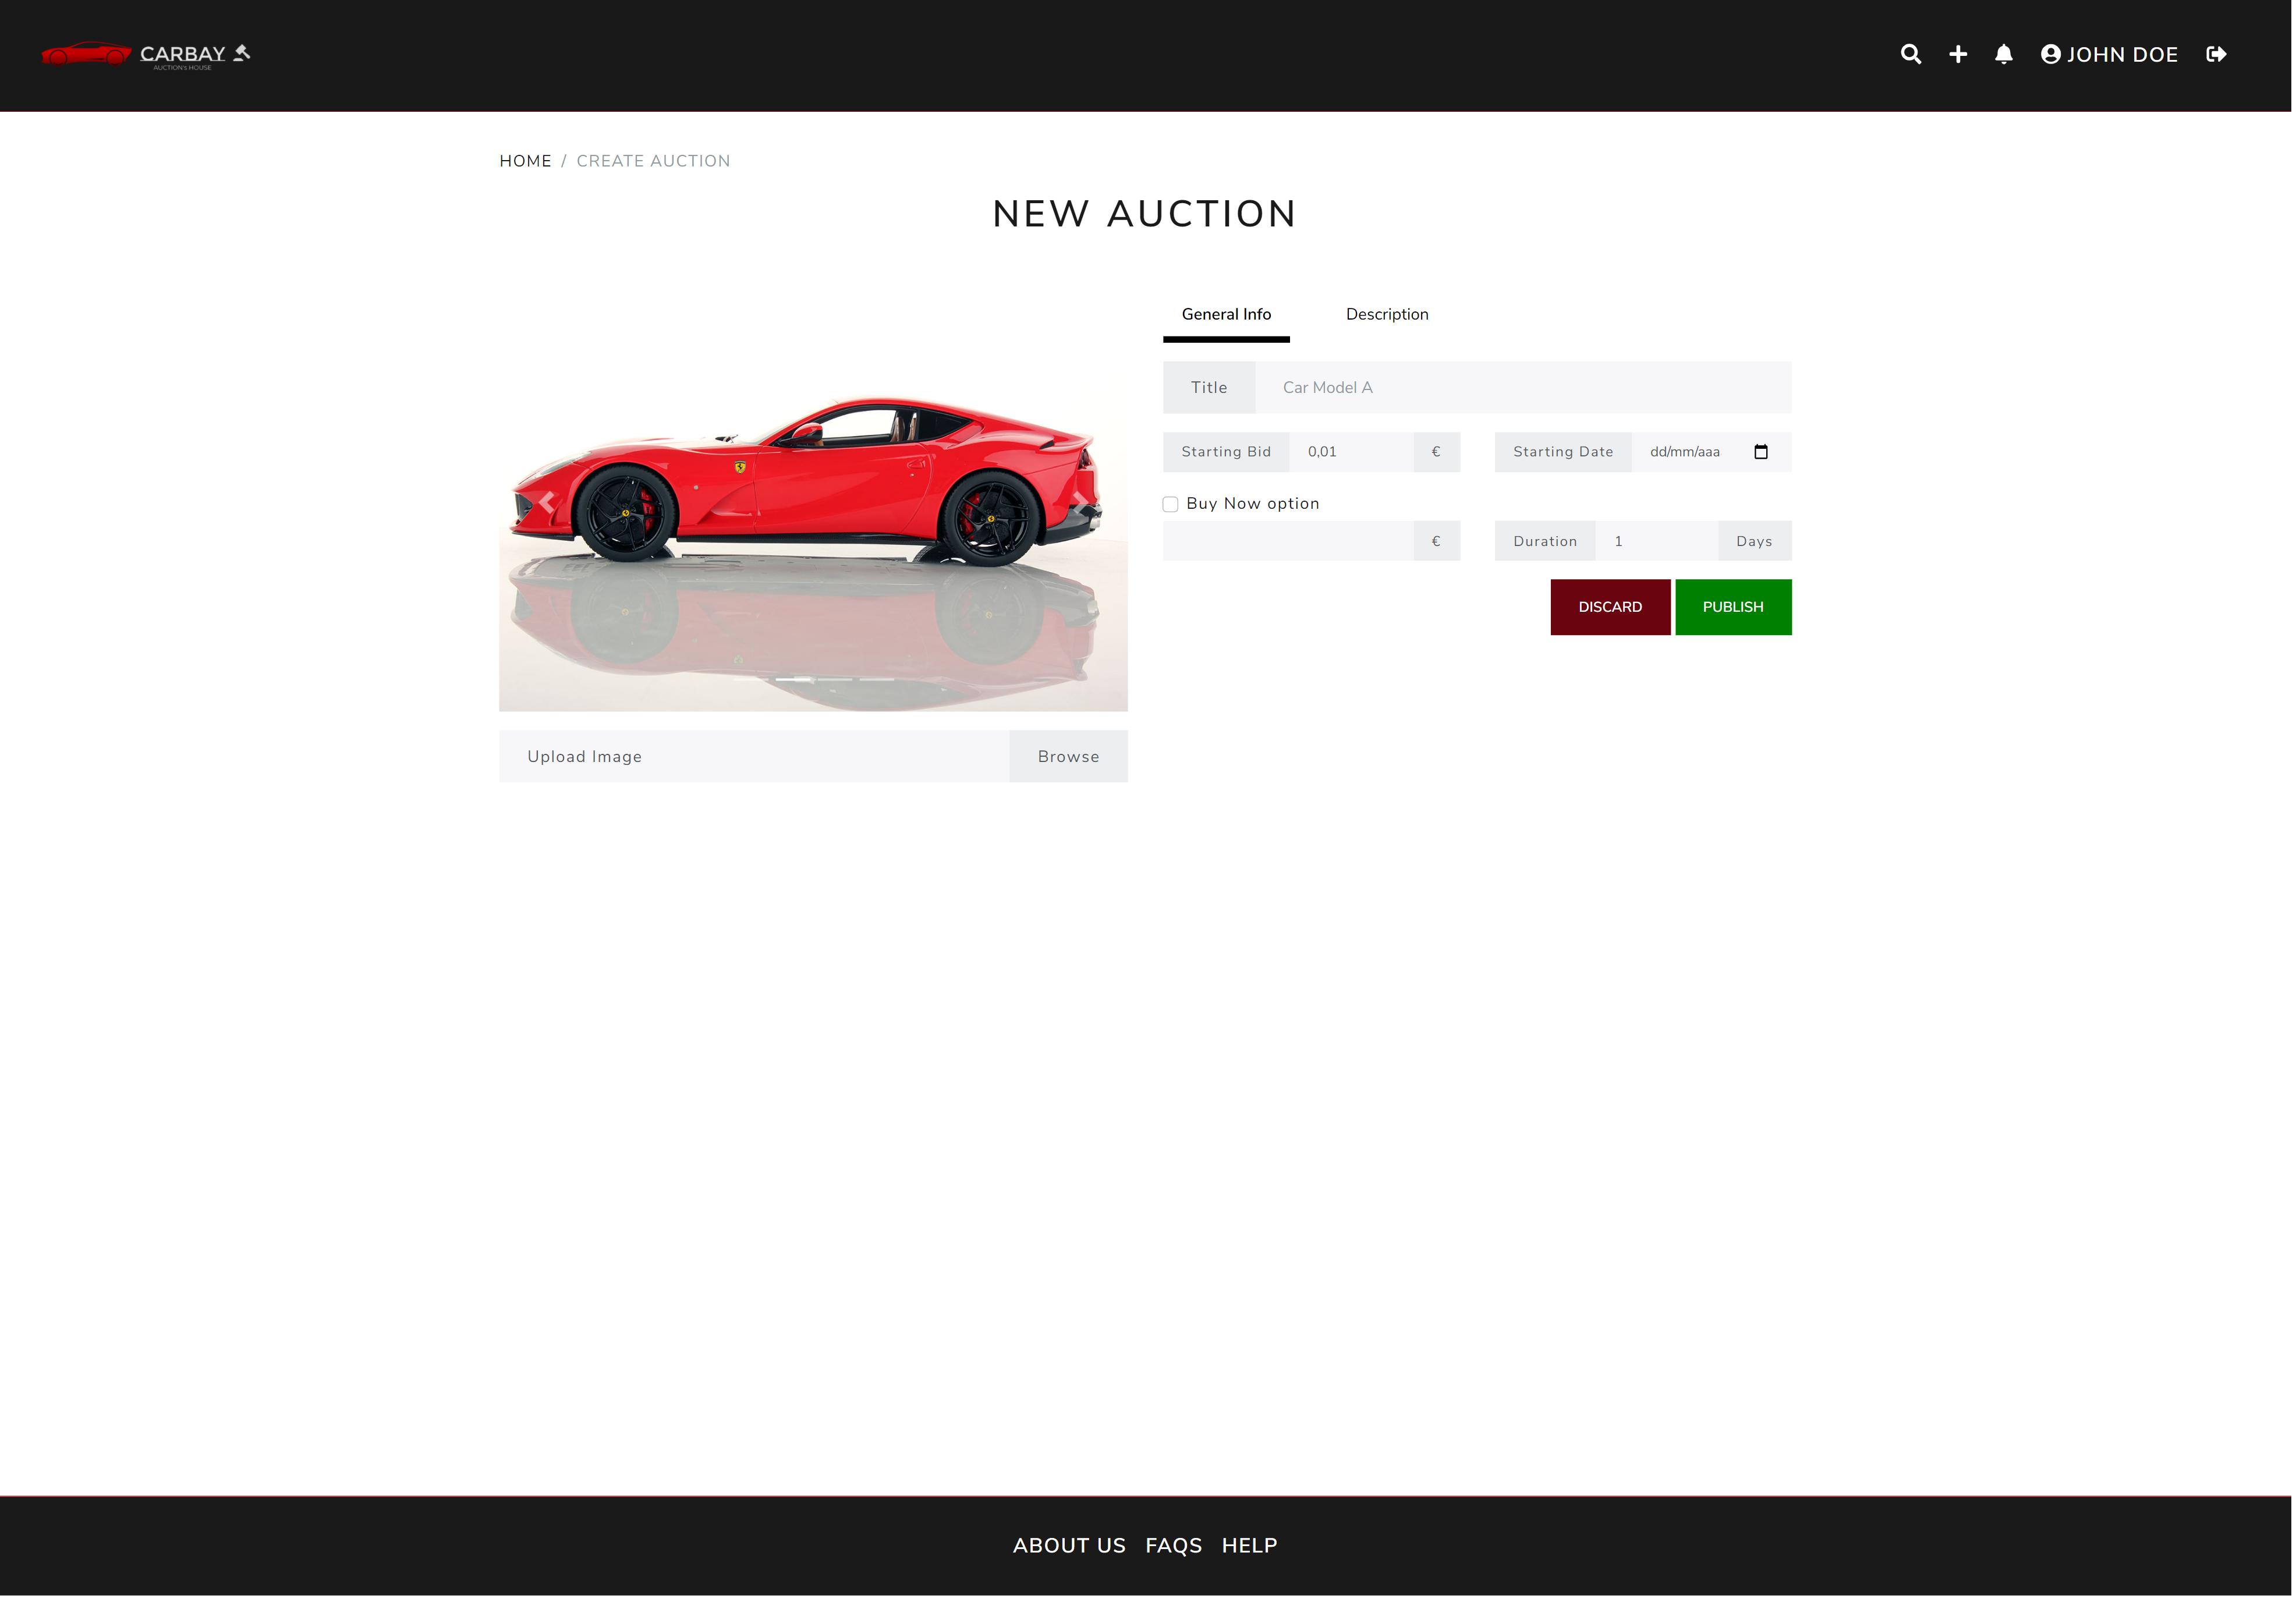 CARBAY
AUCTION's HOUSE
JOHN DOE
HOME / CREATE AUCTION
NEW AUCTION
General Info Description
Title Car Model A
Starting Bid 0,01 € Starting Date dd/mm/aaa
Buy Now option
€ Duration 1 Days
DISCARD PUBLISH
Upload Image Browse
ABOUT US FAQS HELP